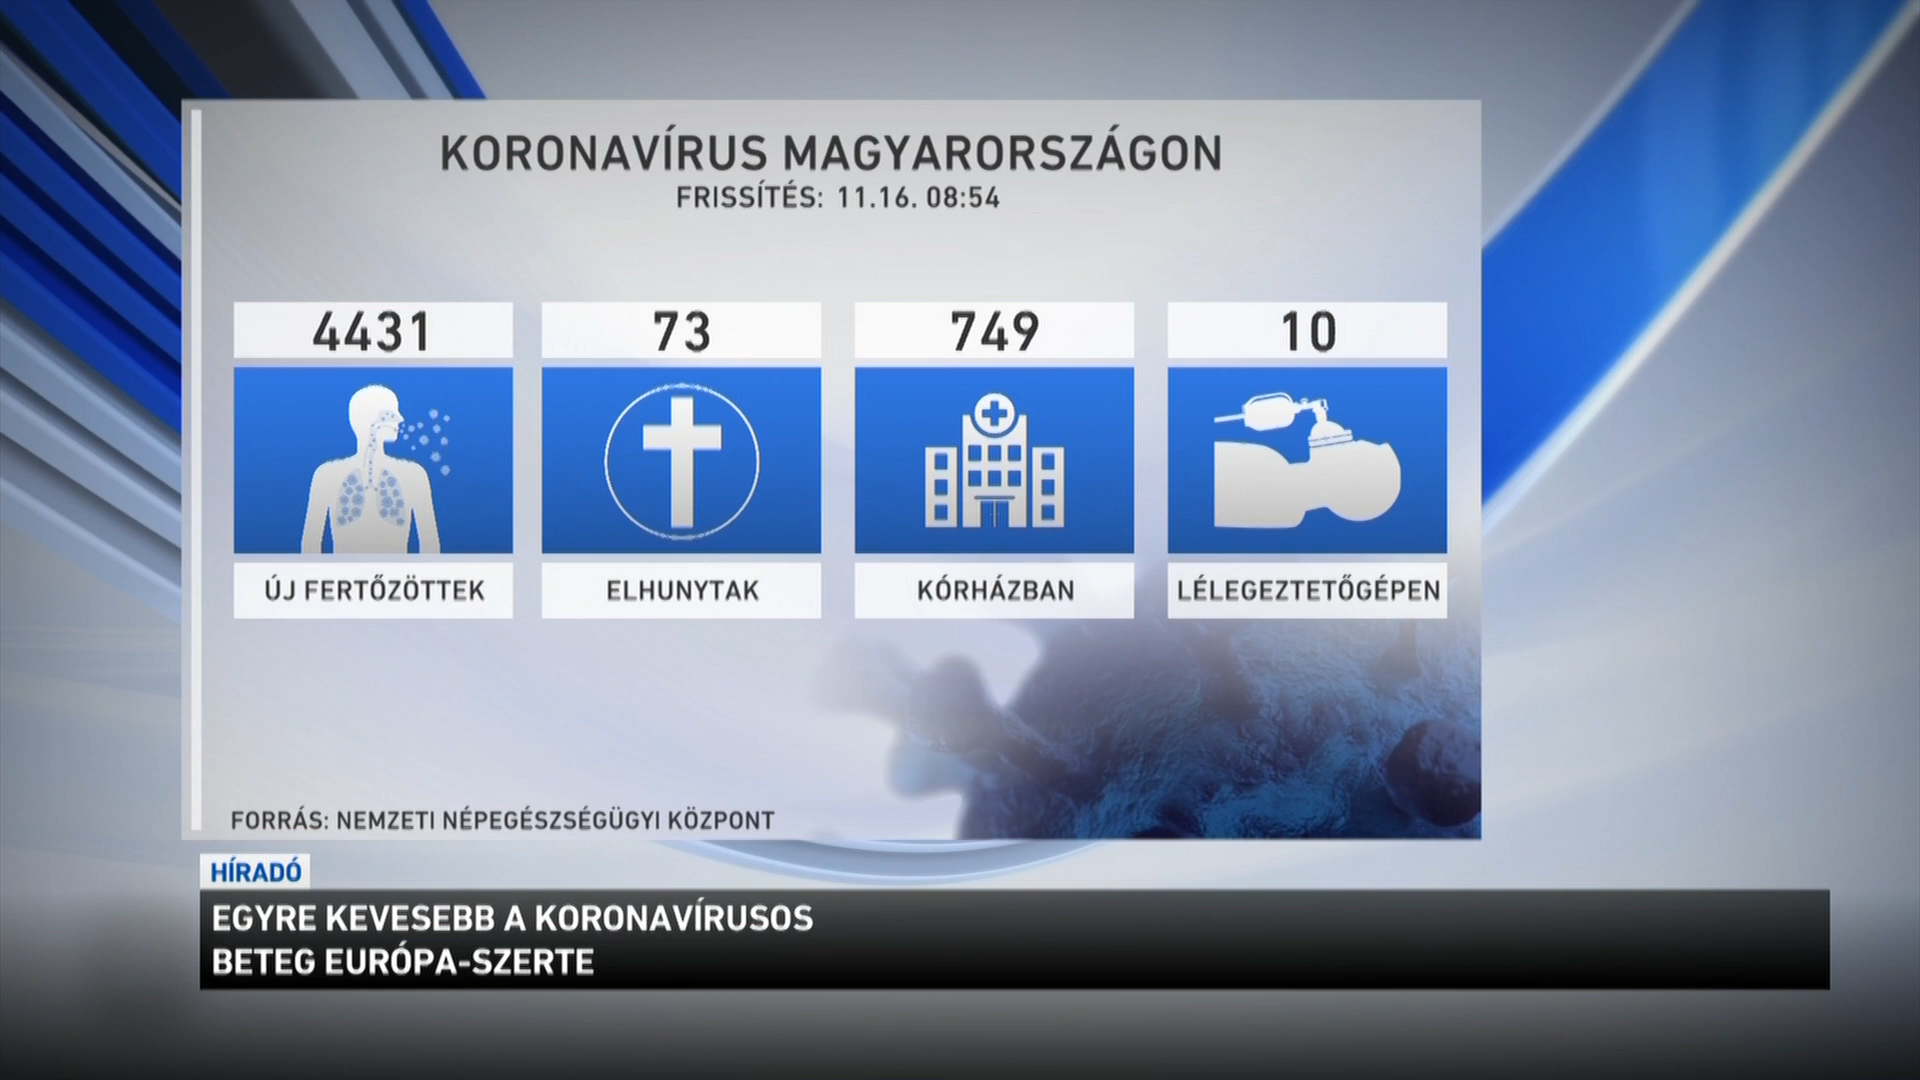 KORONAVÍRUS MAGYARORSZÁGON
FRISSÍTÉS: 11.16. 08:54
4431
73
749
10
ÚJ FERTŐZÖTTEK
ELHUNYTAK
KÓRHÁZBAN
LÉLEGEZTETŐGÉPEN
FORRÁS: NEMZETI NÉPEGÉSZSÉGÜGYI KÖZPONT
HÍRADÓ
EGYRE KEVESEBB A KORONAVÍRUSOS
BETEG EURÓPA-SZERTE